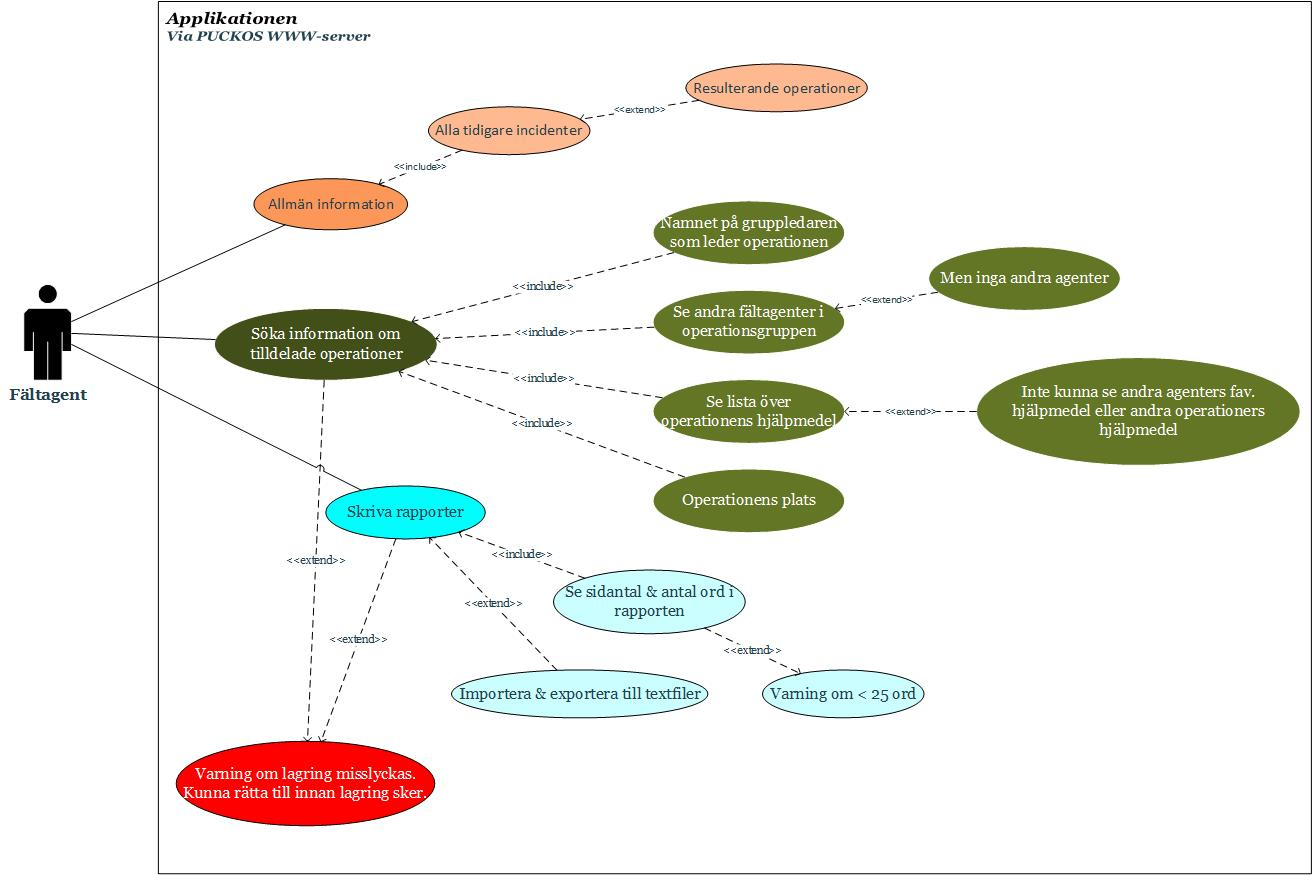 Applikationen
Via PUCKOS WWW-server
Resulterande operationer
<<extend>>
Alla tidigare incidenter
<<include>>
Allmän information
Namnet på gruppledaren
som leder operationen
<<include>>
Men inga andra agenter
<<extend>>
Se andra fältagenter i
operationsgruppen
<<include>>
Söka information om
tilldelade operationer
Fältagent
<<include>>
Se lista över
operationens hjälpmedel
<<extend>>
Inte kunna se andra agenters fav.
hjälpmedel eller andra operationers
hjälpmedel
<<include>>
Operationens plats
Skriva rapporter
<<extend>>
<<include>>
Se sidantal & antal ord i
rapporten
<<extend>>
<<extend>>
<<extend>>
Importera & exportera till textfiler
Varning om < 25 ord
Varning om lagring misslyckas.
Kunna rätta till innan lagring sker.